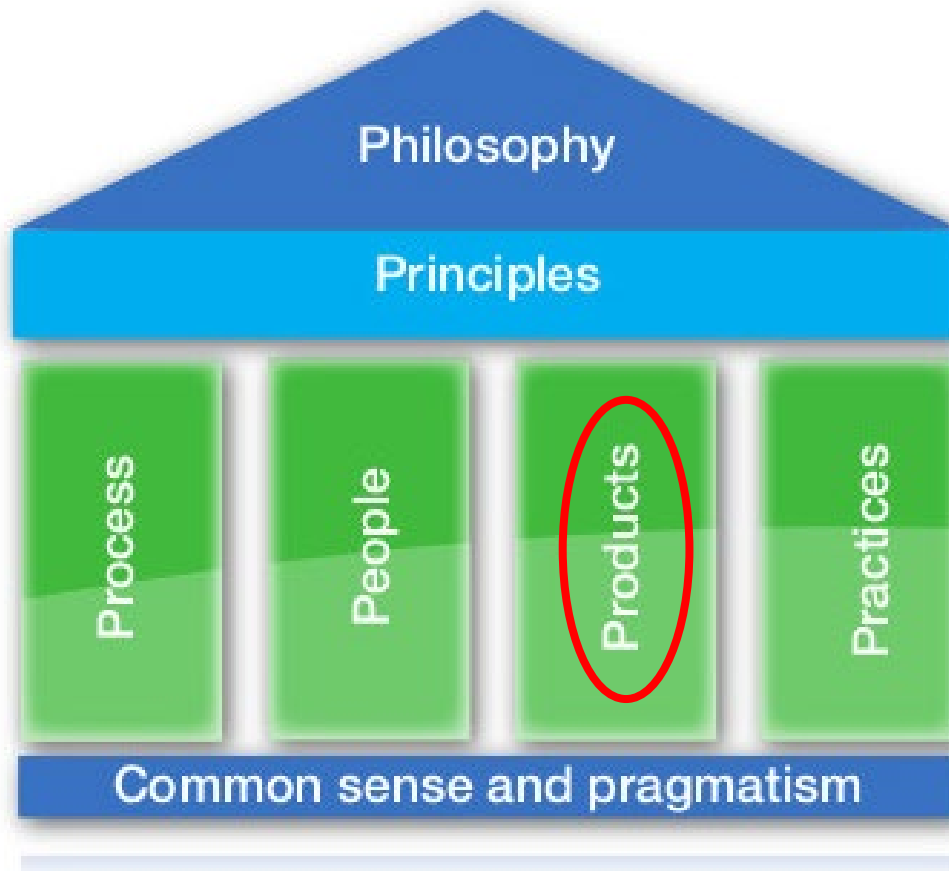 Philosophy
Principles
Process
People
Products
Practices
Common sense and pragmatism